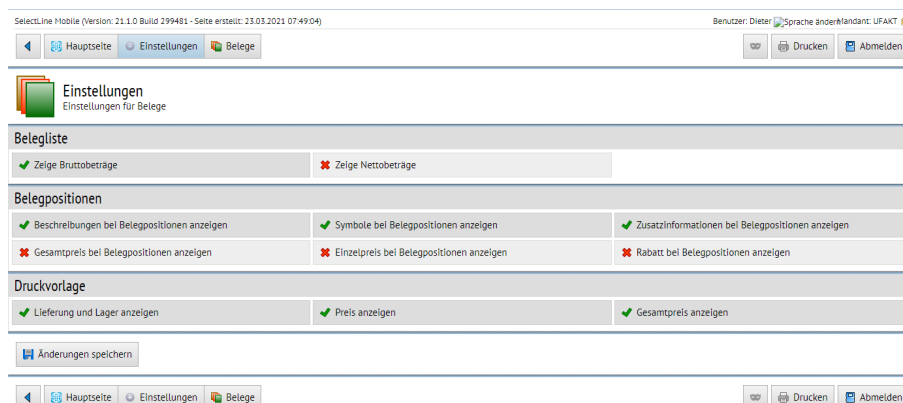 SelectLine Mobile (Version: 21.1.0 Build 299481 - Seite erstellt: 23.03.2021 07:49:04) Benutzer: Dieter Sprache ändern Mandant: UFAKT
Hauptseite Einstellungen Belege Drucken Abmelden
Einstellungen
Einstellungen für Belege
Belegliste
Zeige Bruttobeträge Zeige Nettobeträge
Belegpositionen
Beschreibungen bei Belegpositionen anzeigen Symbole bei Belegpositionen anzeigen Zusatzinformationen bei Belegpositionen anzeigen
Gesamtpreis bei Belegpositionen anzeigen Einzelpreis bei Belegpositionen anzeigen Rabatt bei Belegpositionen anzeigen
Druckvorlage
Lieferung und Lager anzeigen Preis anzeigen Gesamtpreis anzeigen
Änderungen speichern
Hauptseite Einstellungen Belege Drucken Abmelden